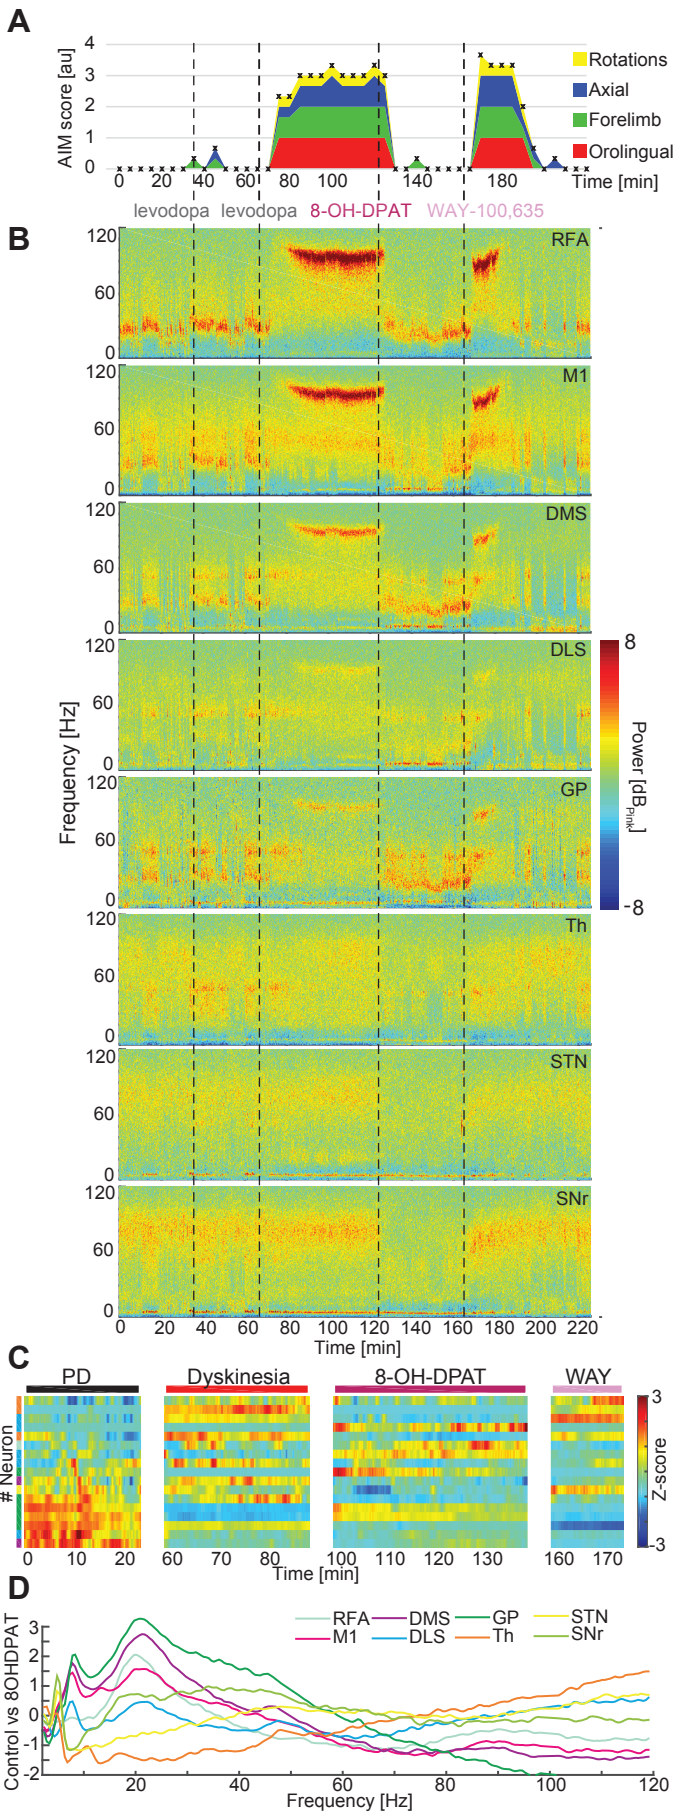 A
AIM score [au]
4
3
2
1
0
Rotations
Axial
Forelimb
Orolingual
0 20 40 60 80 100 120 140 180 Time [min]
levodopa levodopa 8-OH-DPAT WAY-100,635
B
Frequency [Hz]
120 RFA
60
0
120 M1
60
0
120 DMS
60
0
120 DLS
60
0
120 GP
60
0
120 Th
60
0
120 STN
60
0
120 SNr
60
0
8
Power [dBPink]
-8
0 20 40 60 80 100 120 140 160 180 200 220
Time [min]
C
PD Dyskinesia 8-OH-DPAT WAY
# Neuron
3
Z-score
-3
0 10 20 60 70 80 100 110 120 130 160 170
Time [min]
D
Control vs 8OHDPAT
3
2
1
0
-1
-2
RFA DMS GP STN
M1 DLS Th SNr
20 40 60 80 100 120
Frequency [Hz]